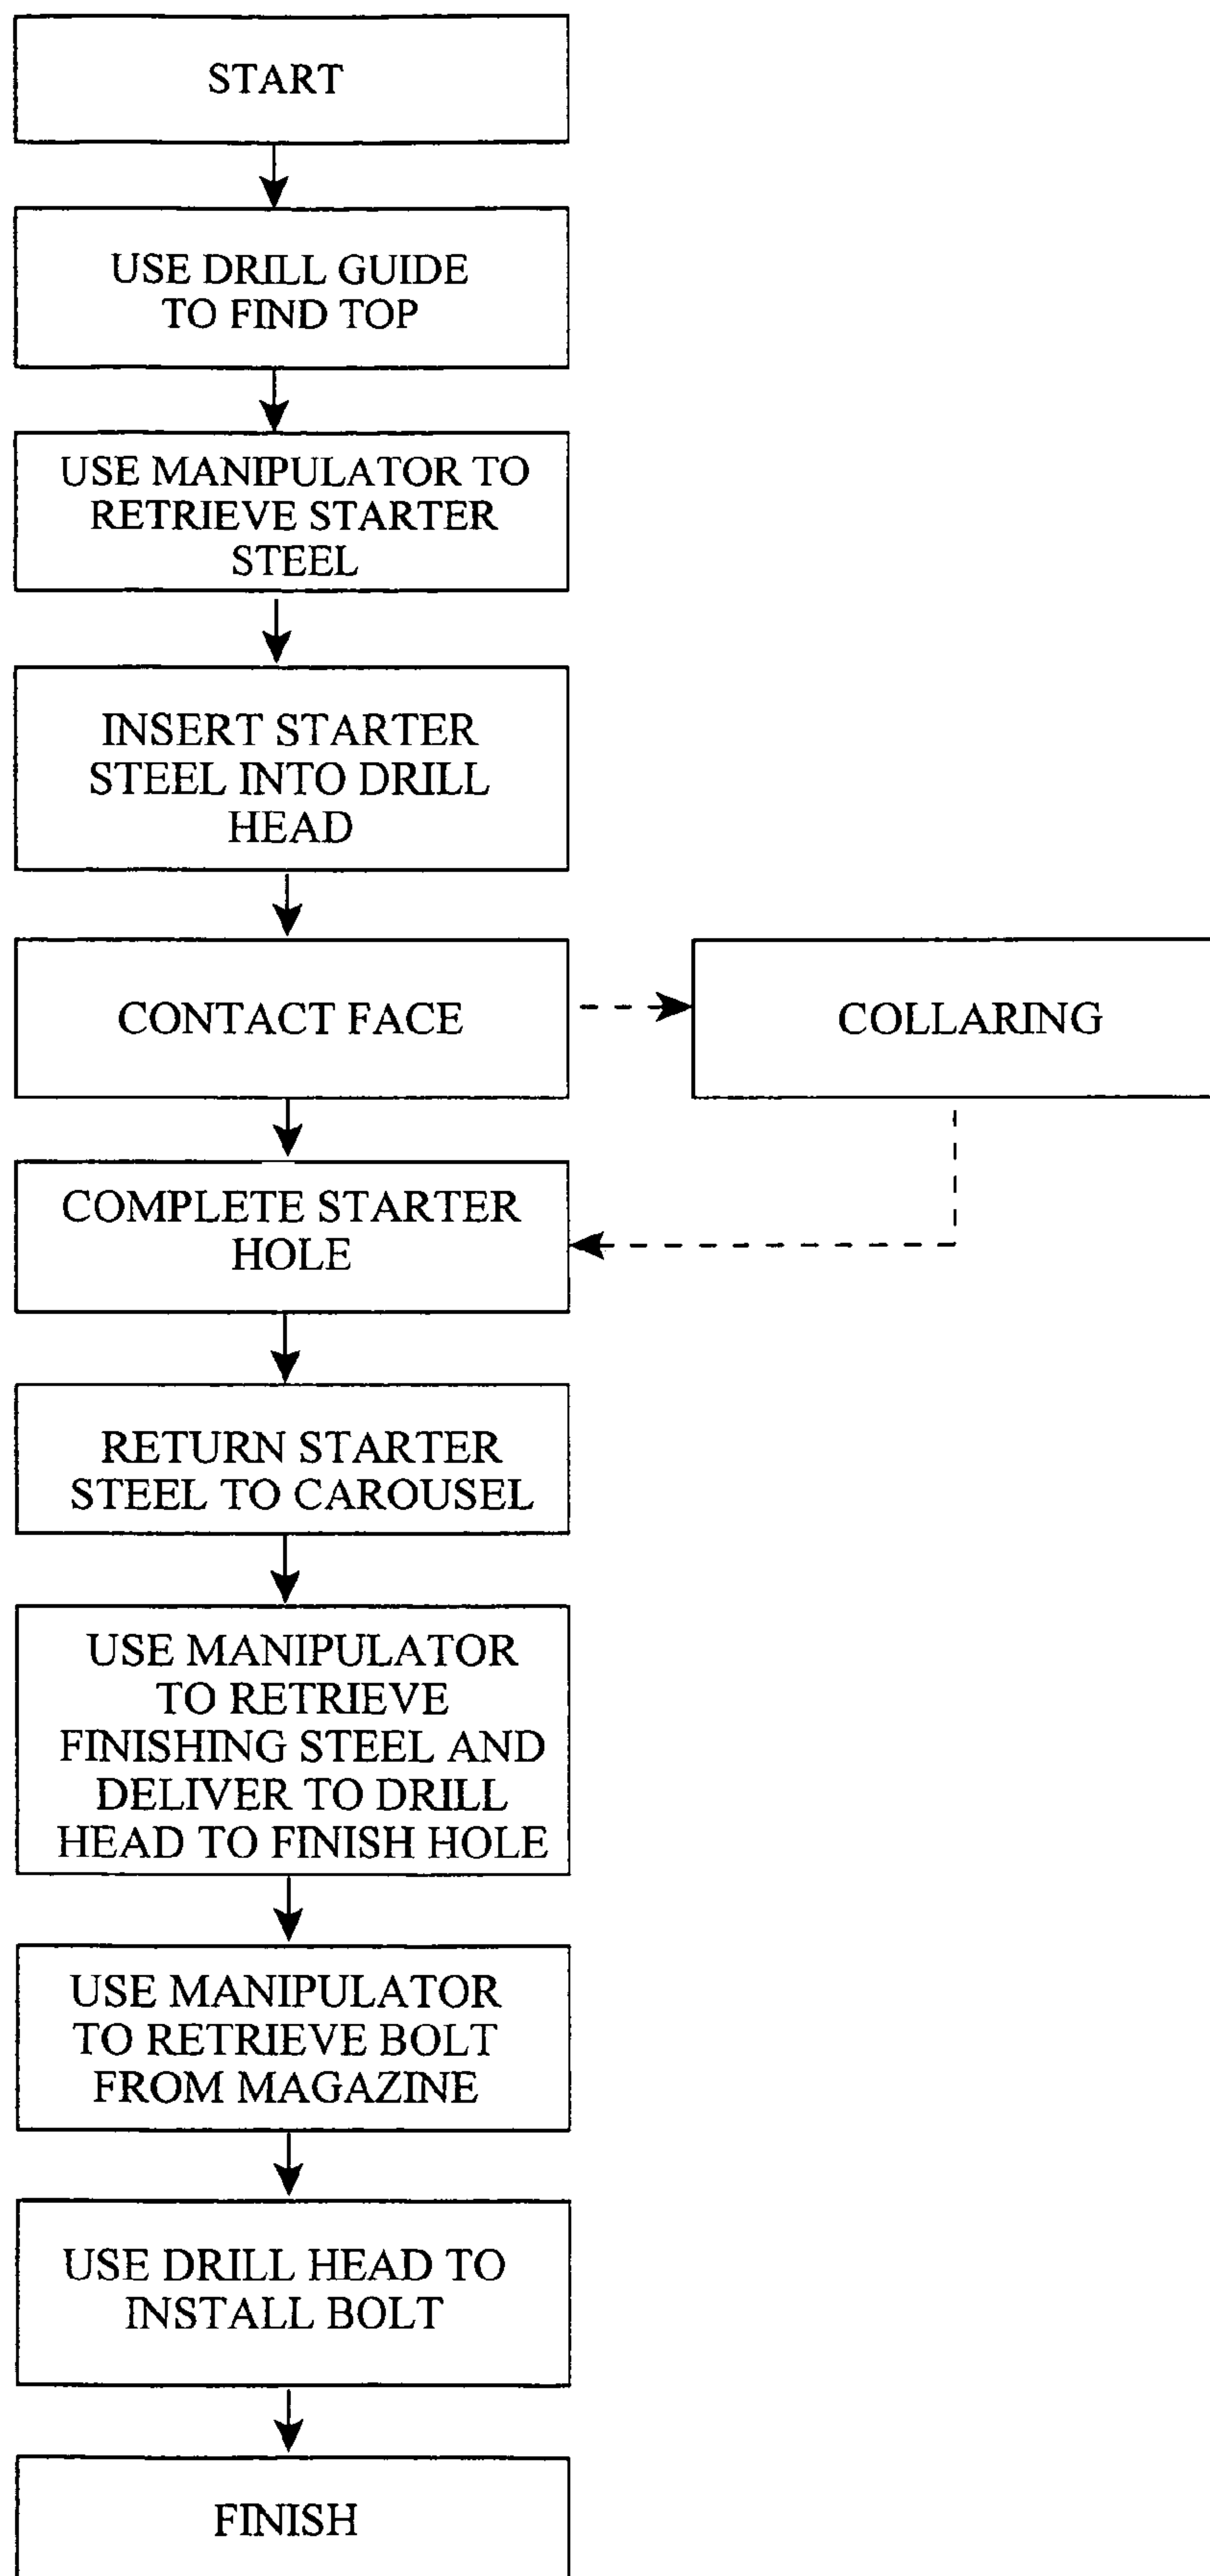 START
USE DRILL GUIDE
TO FIND TOP
USE MANIPULATOR TO
RETRIEVE STARTER
STEEL
INSERT STARTER
STEEL INTO DRILL
HEAD
CONTACT FACE
COLLARING
COMPLETE STARTER
HOLE
RETURN STARTER
STEEL TO CAROUSEL
USE MANIPULATOR
TO RETRIEVE
FINISHING STEEL AND
DELIVER TO DRILL
HEAD TO FINISH HOLE
USE MANIPULATOR
TO RETRIEVE BOLT
FROM MAGAZINE
USE DRILL HEAD TO
INSTALL BOLT
FINISH